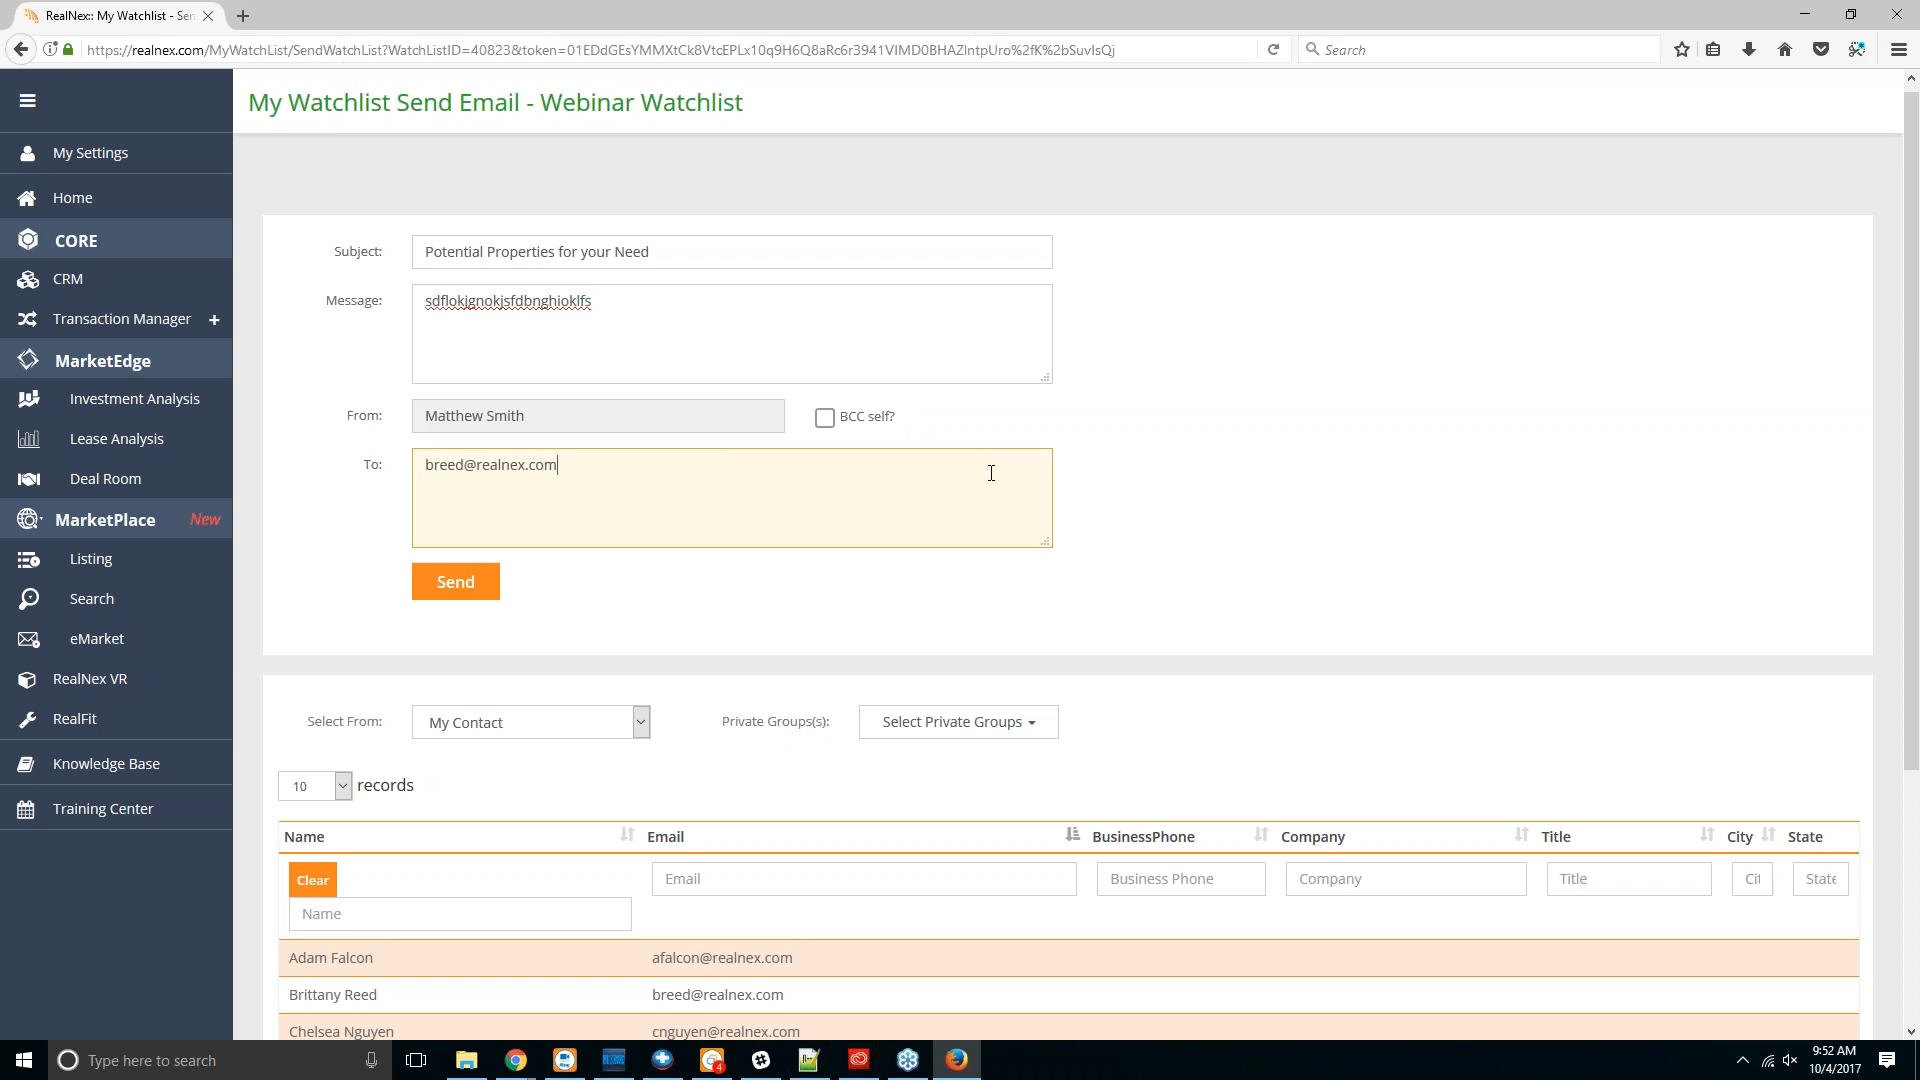 RealNex:: My Watchlist - Sen
https://realnex.com/MyWatchList/SendWatchList?WatchListID=40823&token=01EDdGEsYMMXtCk8VtcEPLx10q9H6Q8aRc6r3941VIMD0BHAZlntpUro%2fK%2bSuvIsQj
Search
My Watchlist Send Email - Webinar Watchlist
My Settings
Home
CORE
CRM
Transaction Manager +
MarketEdge
Investment Analysis
Lease Analysis
Deal Room
MarketPlace New
Listing
Search
eMarket
RealNex VR
RealFit
Knowledge Base
Training Center
Subject: Potential Properties for your Need
Message: sdflokjgnokjsfdbnghioklfs
From: Matthew Smith BCC self?
To: breed@realnex.com
Send
Select From: My Contact Private Groups(s): Select Private Groups
10 records
Name Email BusinessPhone Company Title City State
Clear Email Business Phone Company Title Cit State
Name
Adam Falcon afalcon@realnex.com
Brittany Reed breed@realnex.com
Chelsea Nguyen cnguyen@realnex.com
Type here to search
4
9:52 AM
10/4/2017